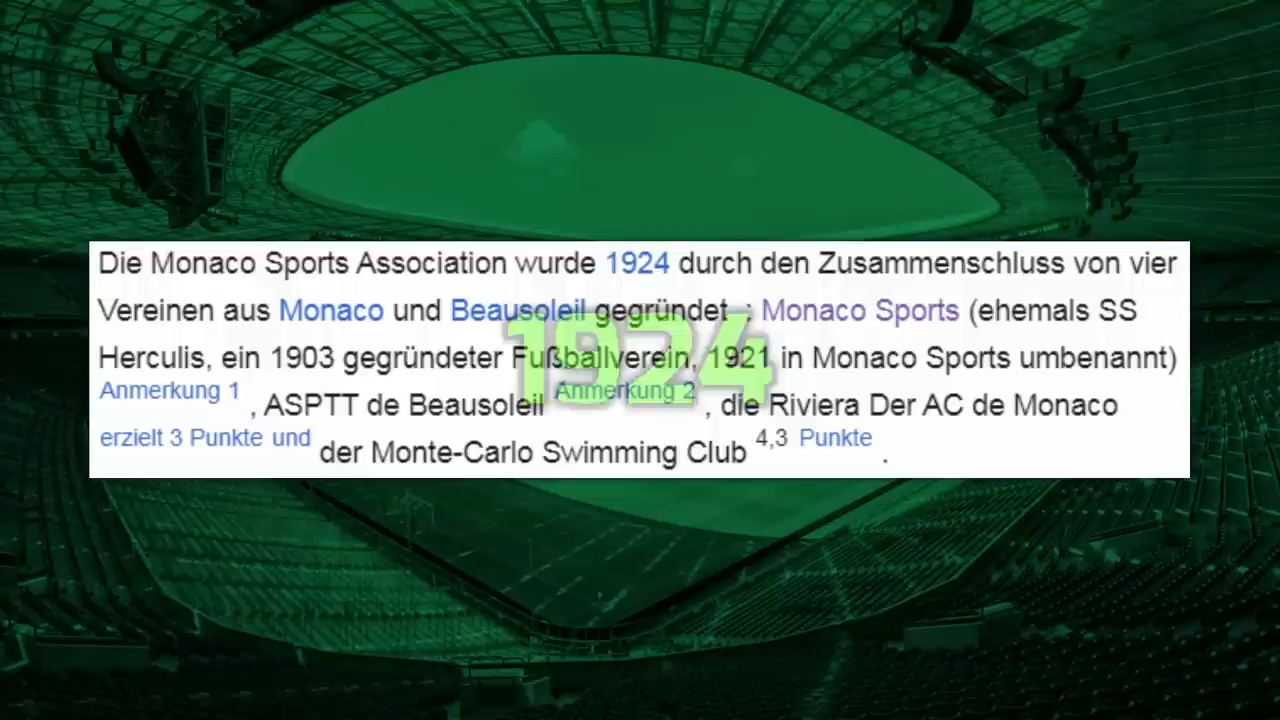 Die Monaco Sports Association wurde 1924 durch den Zusammenschluss von vier
Vereinen aus Monaco und Beausoleil gegründet : Monaco Sports (ehemals SS
1924
Herculis, ein 1903 gegründeter Fußballverein, 1921 in Monaco Sports umbenannt)
Anmerkung 1 , ASPTT de Beausoleil Anmerkung 2 , die Riviera Der AC de Monaco
erzielt 3 Punkte und der Monte-Carlo Swimming Club 4,3 Punkte .